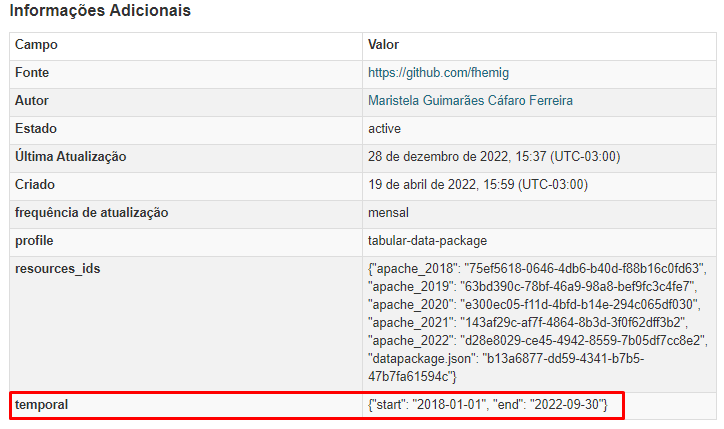 Informações Adicionais
Campo Valor
Fonte https://github.com/fhemig
Autor Maristela Guimarães Cáfaro Ferreira
Estado active
Última Atualização 28 de dezembro de 2022, 15:37 (UTC-03:00)
Criado 19 de abril de 2022, 15:59 (UTC-03:00)
frequência de atualização mensal
profile tabular-data-package
resources_ids {"apache_2018": "75ef5618-0646-4db6-b40d-f88b16c0fd63",
"apache_2019": "63bd390c-78bf-46a9-98a8-bef9fc3c4fe7",
"apache_2020": "e300ec05-f11d-4bfd-b14e-294c065df030",
"apache_2021": "143af29c-af7f-4864-8b3d-3f0f62dff3b2",
"apache_2022": "d28e8029-ce45-4942-8559-7b05df7cc8e2",
"datapackage.json": "b13a6877-dd59-4341-b7b5-
47b7fa61594c"}
temporal {"start": "2018-01-01", "end": "2022-09-30"}